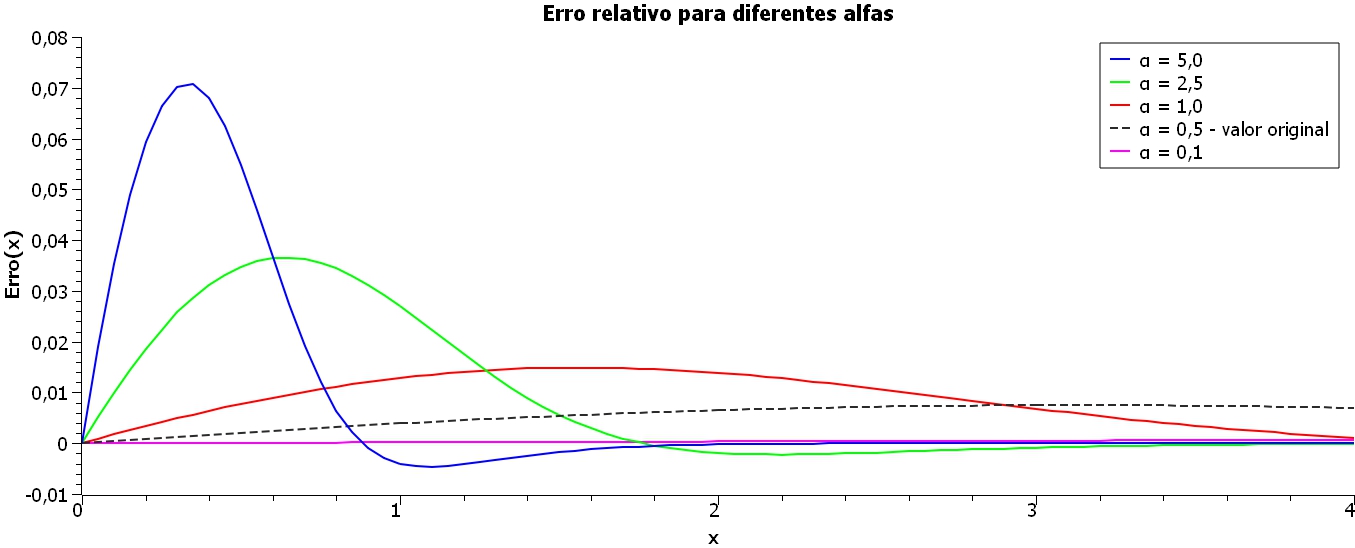 Erro relativo para diferentes alfas
0,08
0,07
0,06
0,05
0,04
0,03
0,02
0,01
0
-0,01
Erro(x)
α = 5,0
α = 2,5
α = 1,0
α = 0,5 - valor original
α = 0,1
0 1 2 3 4
x